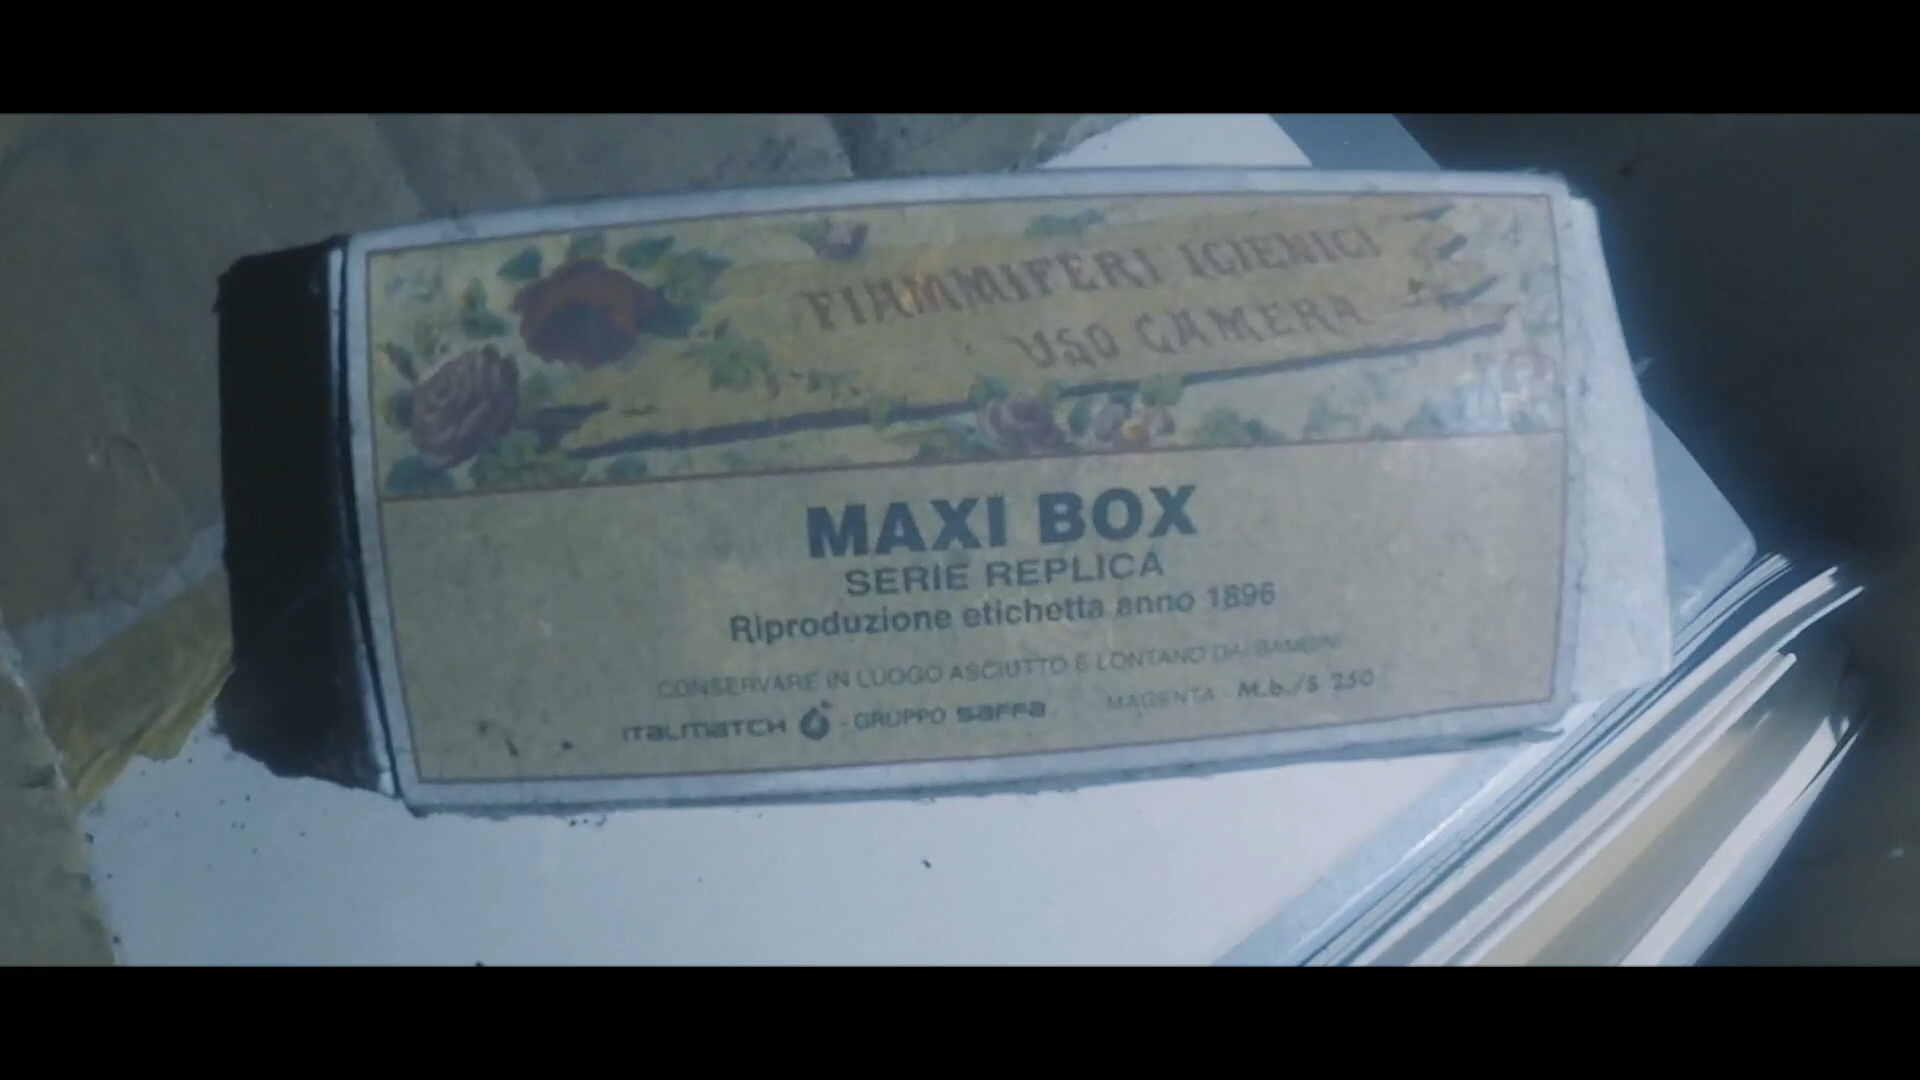 FIAMMIFERI IGIENICI
USO CAMERA
MAXI BOX
SERIE REPLICA
Riproduzione etichetta anno 1896
CONSERVARE IN LUOGO ASCIUTTO E LONTANO DAI BAMBINI
ITALMATCH - GRUPPO SAFFA MAGENTA M.b./S 250